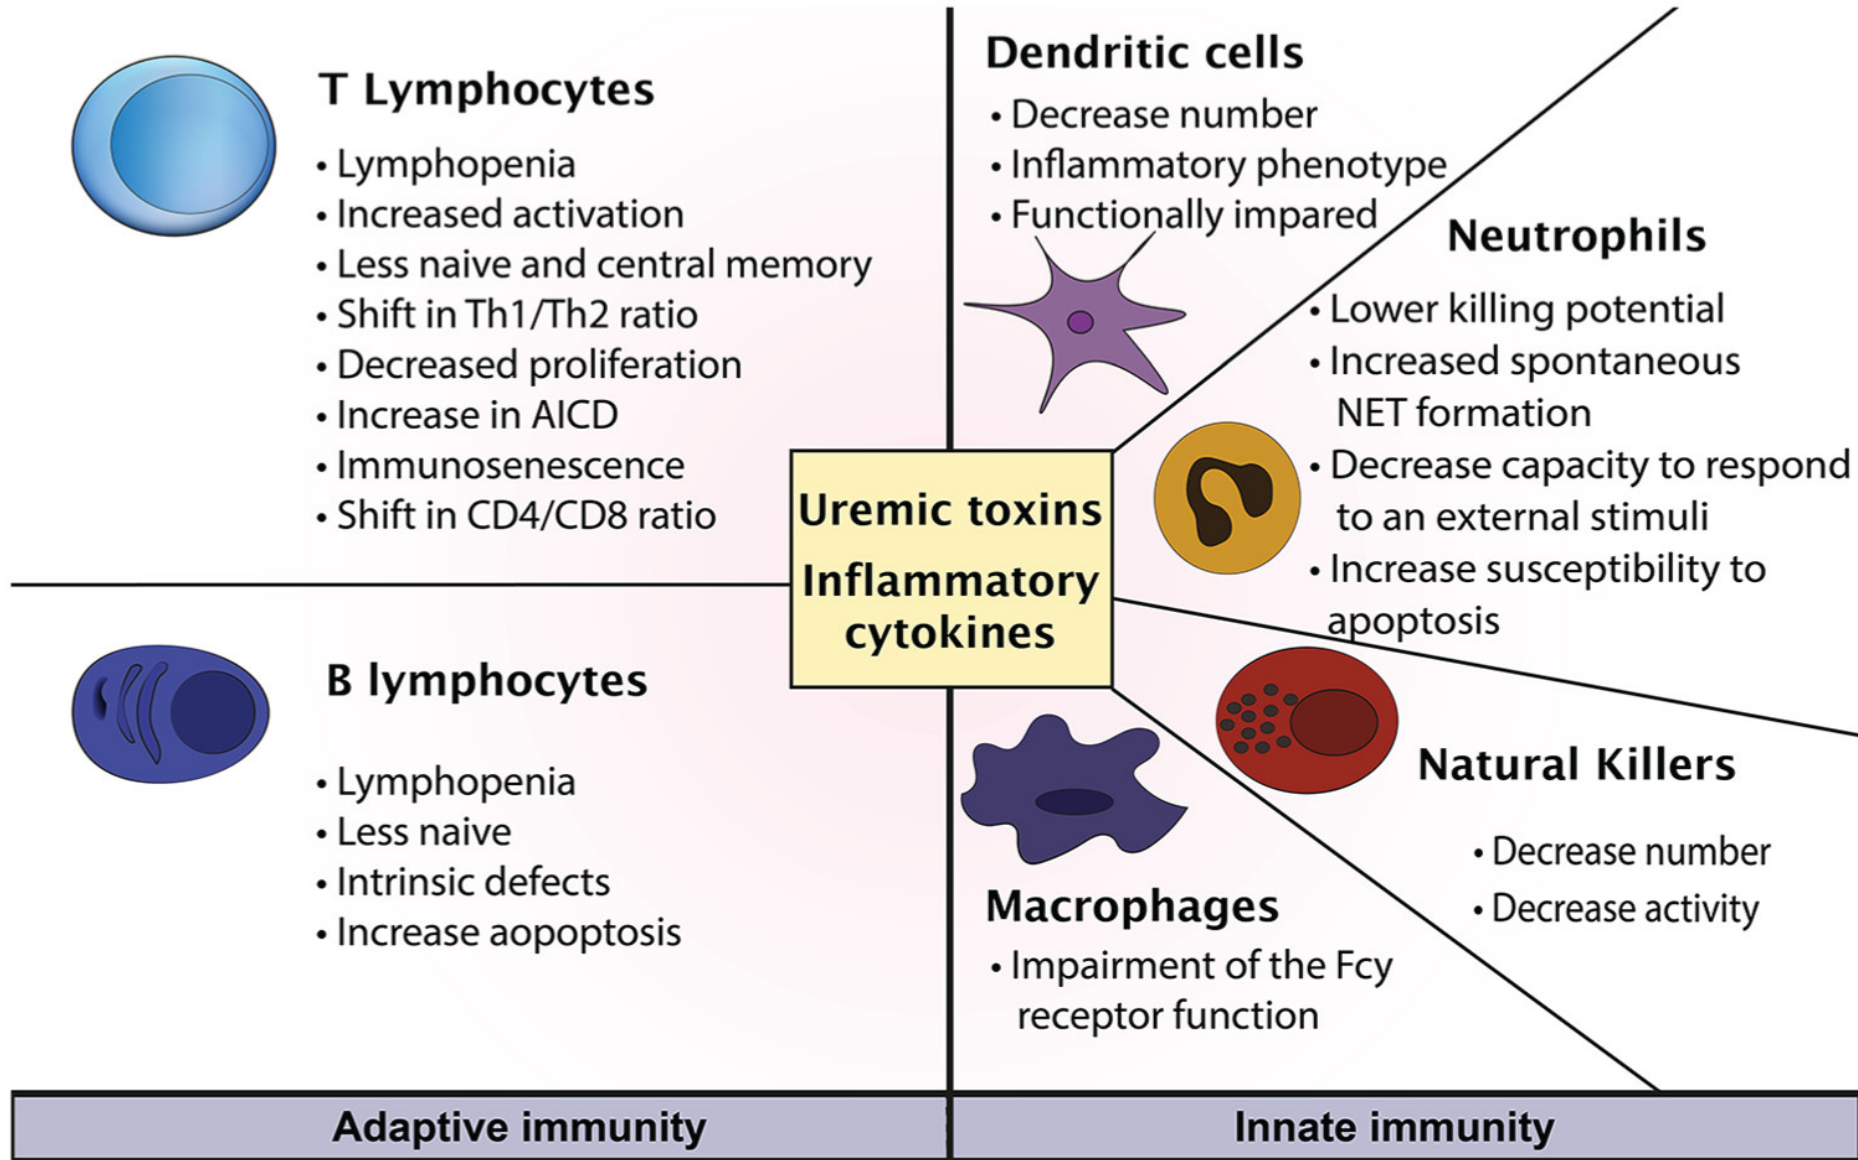 T Lymphocytes
• Lymphopenia
• Increased activation
• Less naive and central memory
• Shift in Th1/Th2 ratio
• Decreased proliferation
• Increase in AICD
• Immunosenescence
• Shift in CD4/CD8 ratio
B lymphocytes
• Lymphopenia
• Less naive
• Intrinsic defects
• Increase aopoptosis
Uremic toxins
Inflammatory
cytokines
Dendritic cells
• Decrease number
• Inflammatory phenotype
• Functionally impared
Neutrophils
• Lower killing potential
• Increased spontaneous
NET formation
• Decrease capacity to respond
to an external stimuli
• Increase susceptibility to
apoptosis
Natural Killers
• Decrease number
• Decrease activity
Macrophages
• Impairment of the Fcy
receptor function
Adaptive immunity
Innate immunity